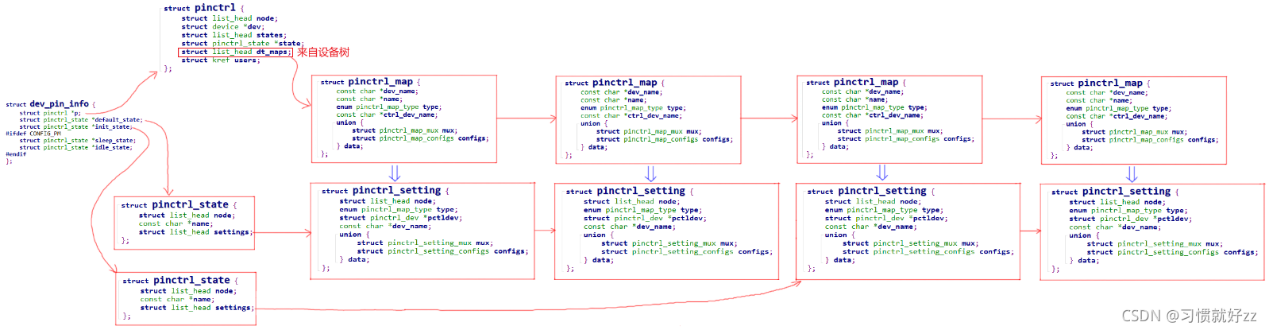 struct pinctrl {
struct list_head node;
struct device *dev;
struct list_head states;
struct pinctrl_state *state;
struct list_head dt_maps; 来自设备树
struct kref users;
};
struct dev_pin_info {
struct pinctrl *p;
struct pinctrl_state *default_state;
struct pinctrl_state *init_state;
#ifdef CONFIG_PM
struct pinctrl_state *sleep_state;
struct pinctrl_state *idle_state;
#endif
};
struct pinctrl_map {
const char *dev_name;
const char *name;
enum pinctrl_map_type type;
const char *ctrl_dev_name;
union {
struct pinctrl_map_mux mux;
struct pinctrl_map_configs configs;
} data;
};
struct pinctrl_map {
const char *dev_name;
const char *name;
enum pinctrl_map_type type;
const char *ctrl_dev_name;
union {
struct pinctrl_map_mux mux;
struct pinctrl_map_configs configs;
} data;
};
struct pinctrl_map {
const char *dev_name;
const char *name;
enum pinctrl_map_type type;
const char *ctrl_dev_name;
union {
struct pinctrl_map_mux mux;
struct pinctrl_map_configs configs;
} data;
};
struct pinctrl_map {
const char *dev_name;
const char *name;
enum pinctrl_map_type type;
const char *ctrl_dev_name;
union {
struct pinctrl_map_mux mux;
struct pinctrl_map_configs configs;
} data;
};
struct pinctrl_state {
struct list_head node;
const char *name;
struct list_head settings;
};
struct pinctrl_setting {
struct list_head node;
enum pinctrl_map_type type;
struct pinctrl_dev *pctldev;
const char *dev_name;
union {
struct pinctrl_setting_mux mux;
struct pinctrl_setting_configs configs;
} data;
};
struct pinctrl_setting {
struct list_head node;
enum pinctrl_map_type type;
struct pinctrl_dev *pctldev;
const char *dev_name;
union {
struct pinctrl_setting_mux mux;
struct pinctrl_setting_configs configs;
} data;
};
struct pinctrl_setting {
struct list_head node;
enum pinctrl_map_type type;
struct pinctrl_dev *pctldev;
const char *dev_name;
union {
struct pinctrl_setting_mux mux;
struct pinctrl_setting_configs configs;
} data;
};
struct pinctrl_setting {
struct list_head node;
enum pinctrl_map_type type;
struct pinctrl_dev *pctldev;
const char *dev_name;
union {
struct pinctrl_setting_mux mux;
struct pinctrl_setting_configs configs;
} data;
};
struct pinctrl_state {
struct list_head node;
const char *name;
struct list_head settings;
};
CSDN @习惯就好zz